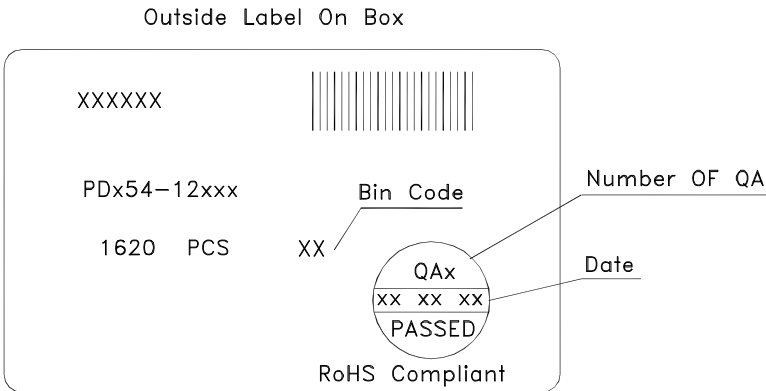 Outside Label On Box
XXXXXX
PDx54-12xxx
Bin Code
Number OF QA
1620 PCS
XX
QAx
Date
xx xx xx
PASSED
RoHS Compliant